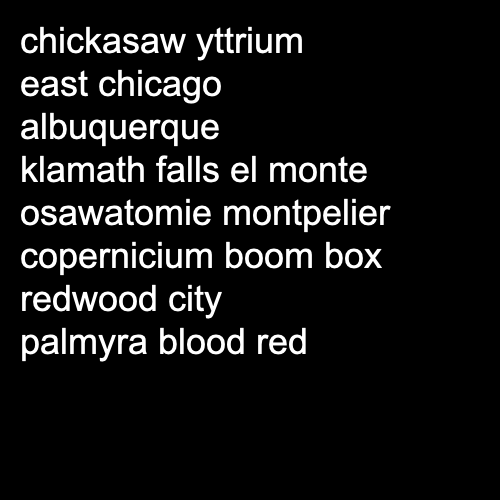 chickasaw yttrium
east chicago
albuquerque
klamath falls el monte
osawatomie montpelier
copernicium boom box
redwood city
palmyra blood red